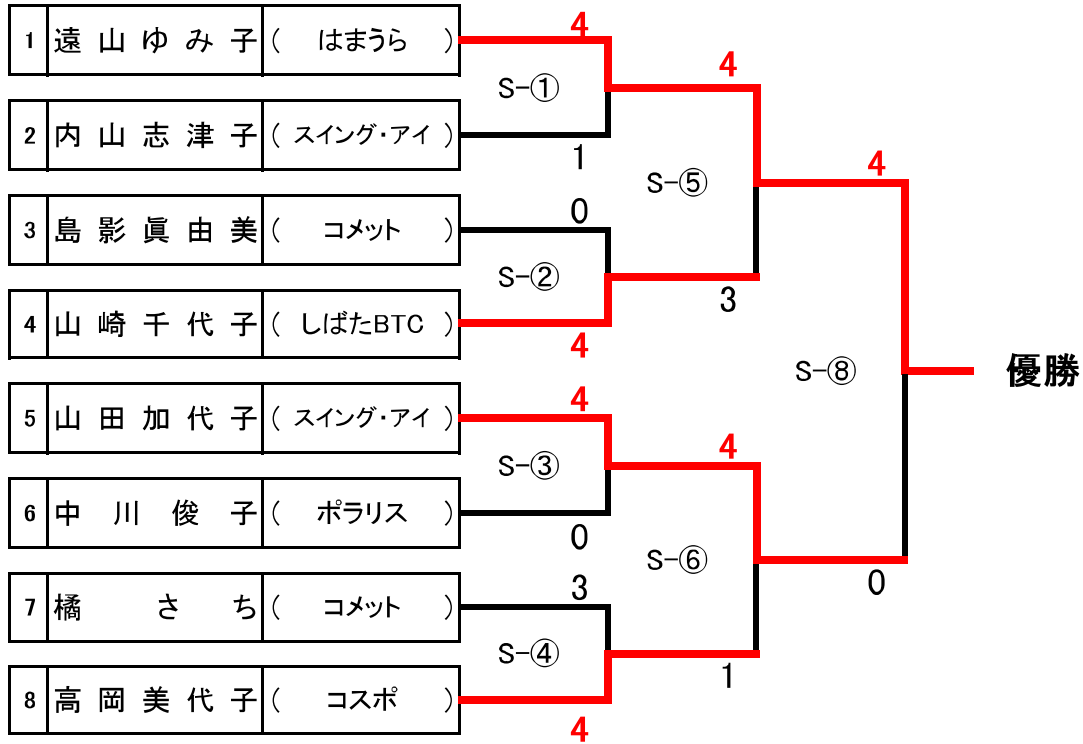 1 遠山ゆみ子 ( はまうら )
4
S-①
4
2 内山志津子 ( スイング・アイ )
1
S-⑤
4
3 島影眞由美 ( コメット )
0
S-②
4 山崎千代子 ( しばたBTC )
4
3
S-⑧
優勝
5 山田加代子 ( スイング・アイ )
4
S-③
4
6 中川俊子 ( ポラリス )
0
S-⑥
0
7 橘さち ( コメット )
3
S-④
8 高岡美代子 ( コスポ )
4
1